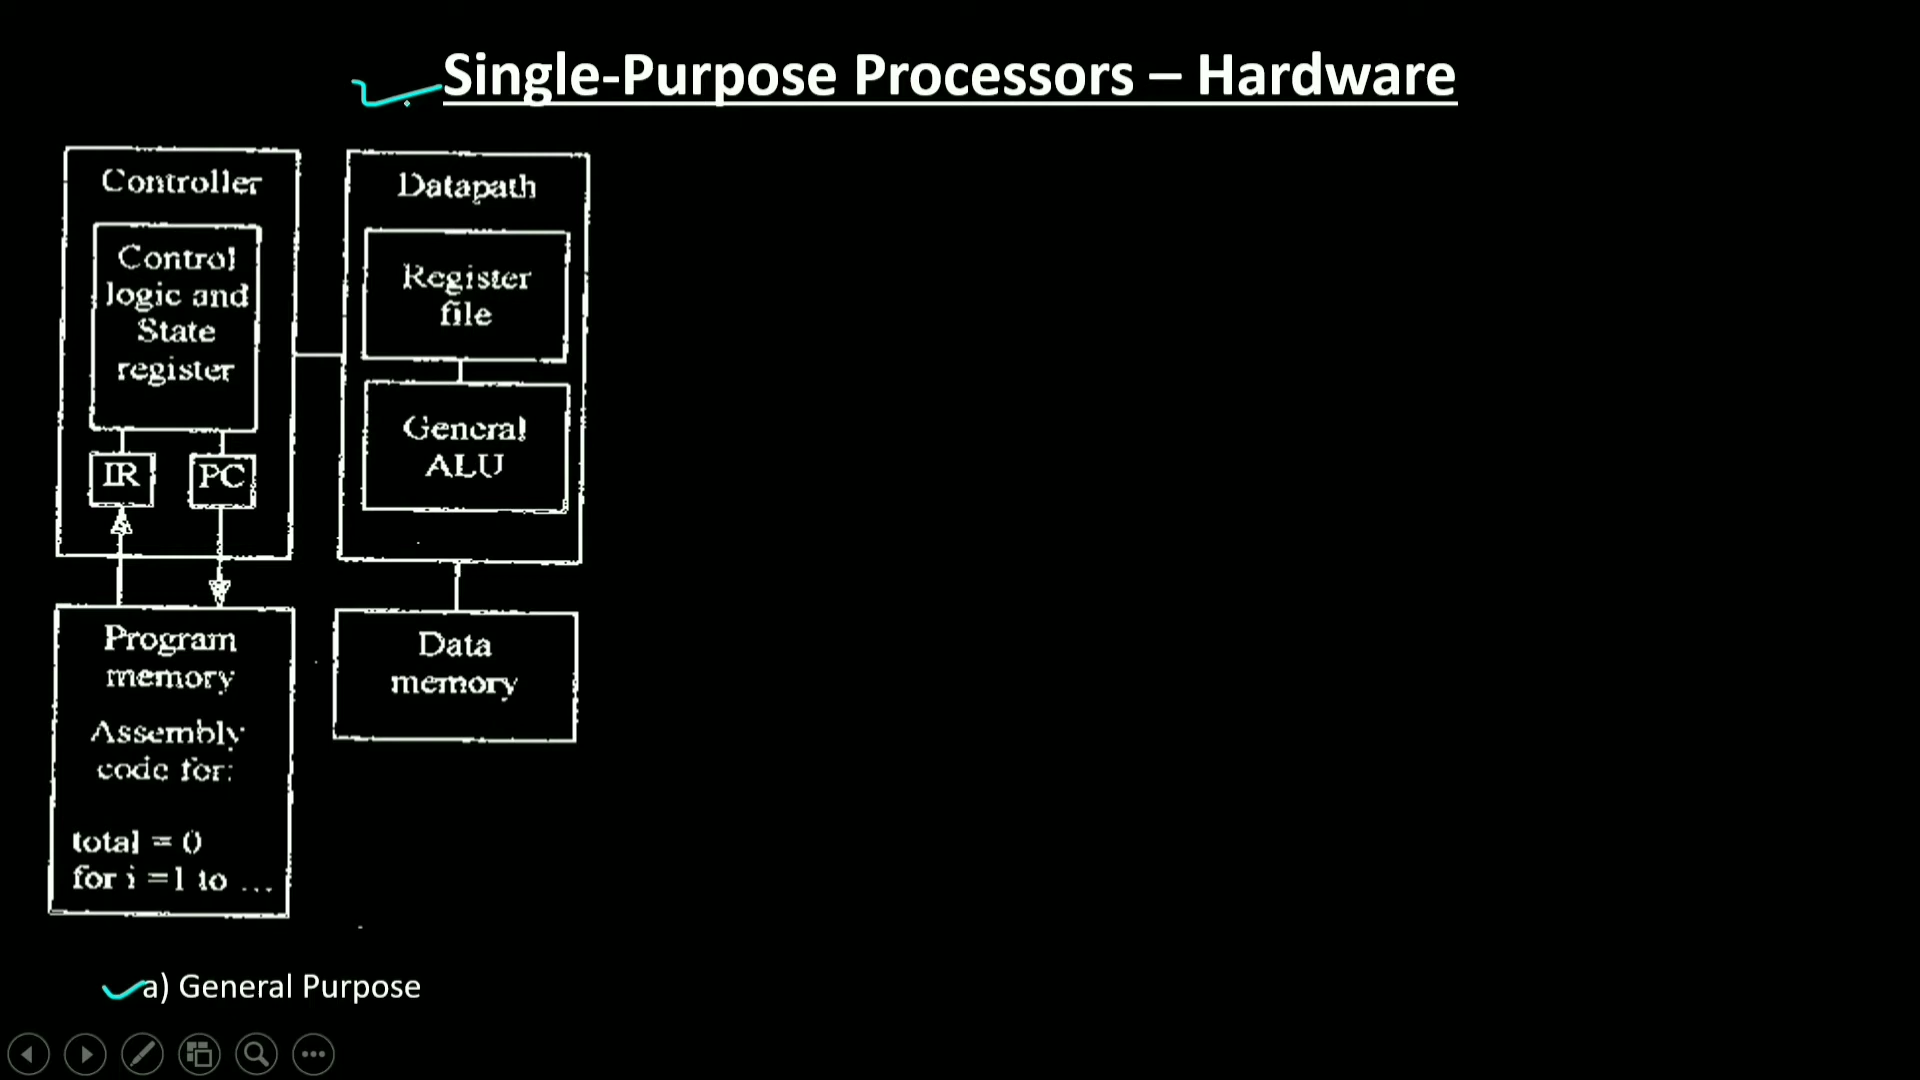 Single-Purpose Processors – Hardware
Controller
Control
logic and
State
register
IR
PC
Datapath
Register
file
General
ALU
Program
memory
Assembly
code for:
total = 0
for i =1 to ...
Data
memory
a) General Purpose